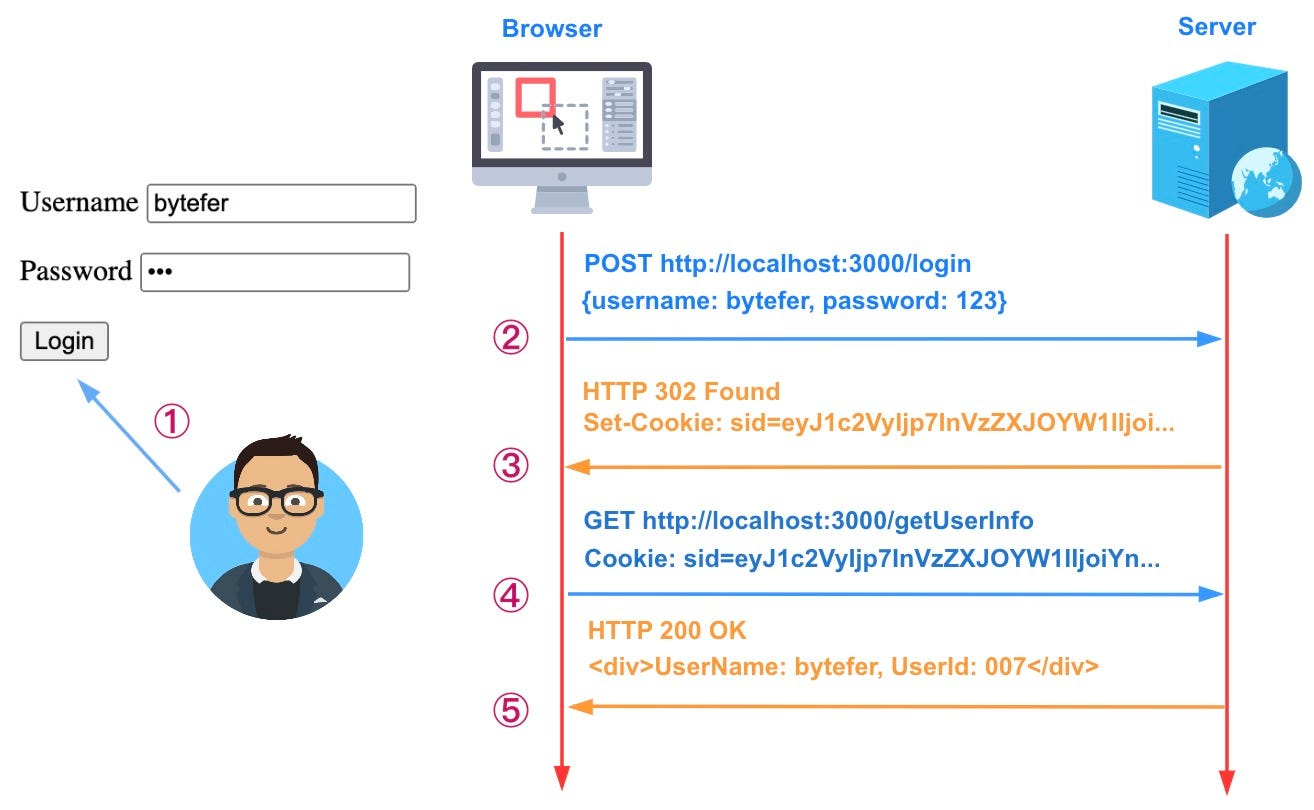 Browser
Server
Username bytefer
Password •••
Login
①
POST http://localhost:3000/login
{username: bytefer, password: 123}
②
HTTP 302 Found
Set-Cookie: sid=eyJ1c2VyIjp7InVzZXJOYW1lIjoi...
③
GET http://localhost:3000/getUserInfo
Cookie: sid=eyJ1c2VyIjp7InVzZXJOYW1lIjoiYn...
④
HTTP 200 OK
<div>UserName: bytefer, UserId: 007</div>
⑤